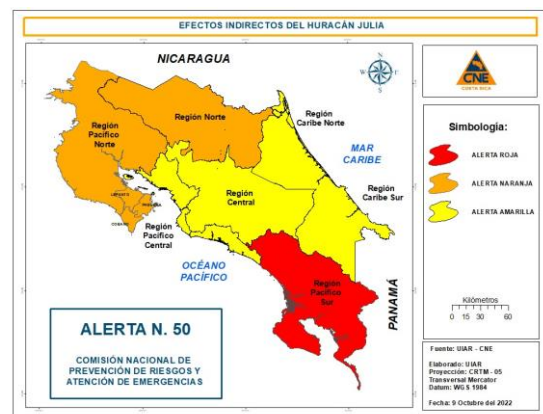 EFECTOS INDIRECTOS DEL HURACÁN JULIA
NICARAGUA
N
W
E
S
CNE
COSTA RICA
Región
Pacífico
Norte
Región Norte
Región
Caribe Norte
MAR
CARIBE
Región
Central
Región
Caribe Sur
Región
Pacífico
Central
OCÉANO
PACÍFICO
Región
Pacífico
Sur
PANAMÁ
Simbología:
ALERTA ROJA
ALERTA NARANJA
ALERTA AMARILLA
Kilómetros
0 15 30 60
ALERTA N. 50
COMISIÓN NACIONAL DE
PREVENCIÓN DE RIESGOS Y
ATENCIÓN DE EMERGENCIAS
Fuente: UIAR - CNE
Elaborado: UIAR
Proyección: CRTM - 05
Transversal Mercator
Datum: WGS 1984
Fecha: 9 Octubre del 2022